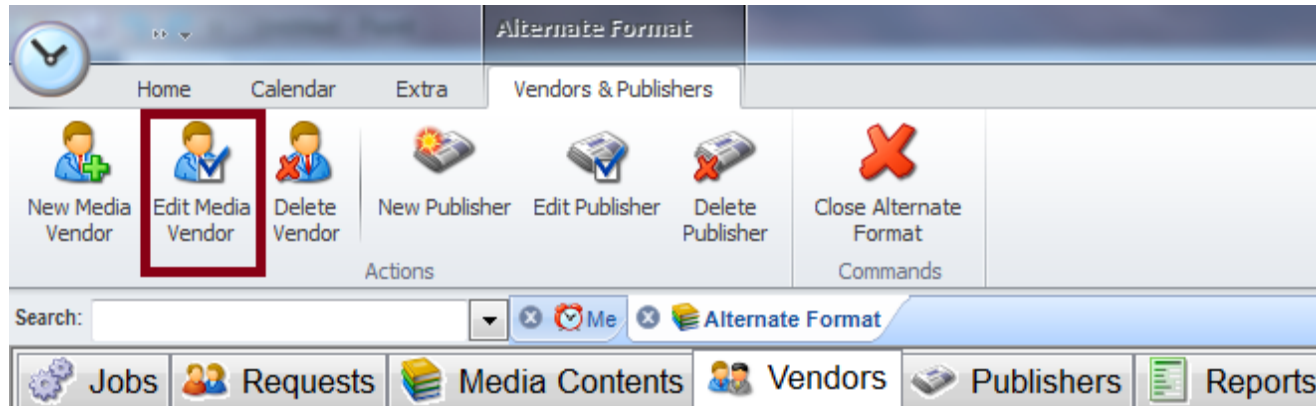 Alternate Format
Home Calendar Extra Vendors & Publishers
New Media Vendor
Edit Media Vendor
Delete Vendor
New Publisher
Edit Publisher
Delete Publisher
Close Alternate Format
Actions
Commands
Search: Me Alternate Format
Jobs Requests Media Contents Vendors Publishers Reports